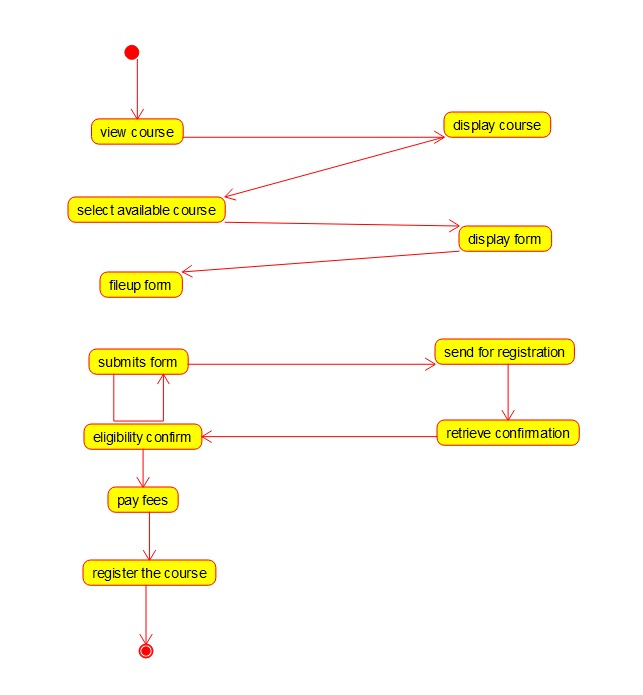 view course
display course
select available course
display form
fileup form
submits form
send for registration
eligibility confirm
retrieve confirmation
pay fees
register the course